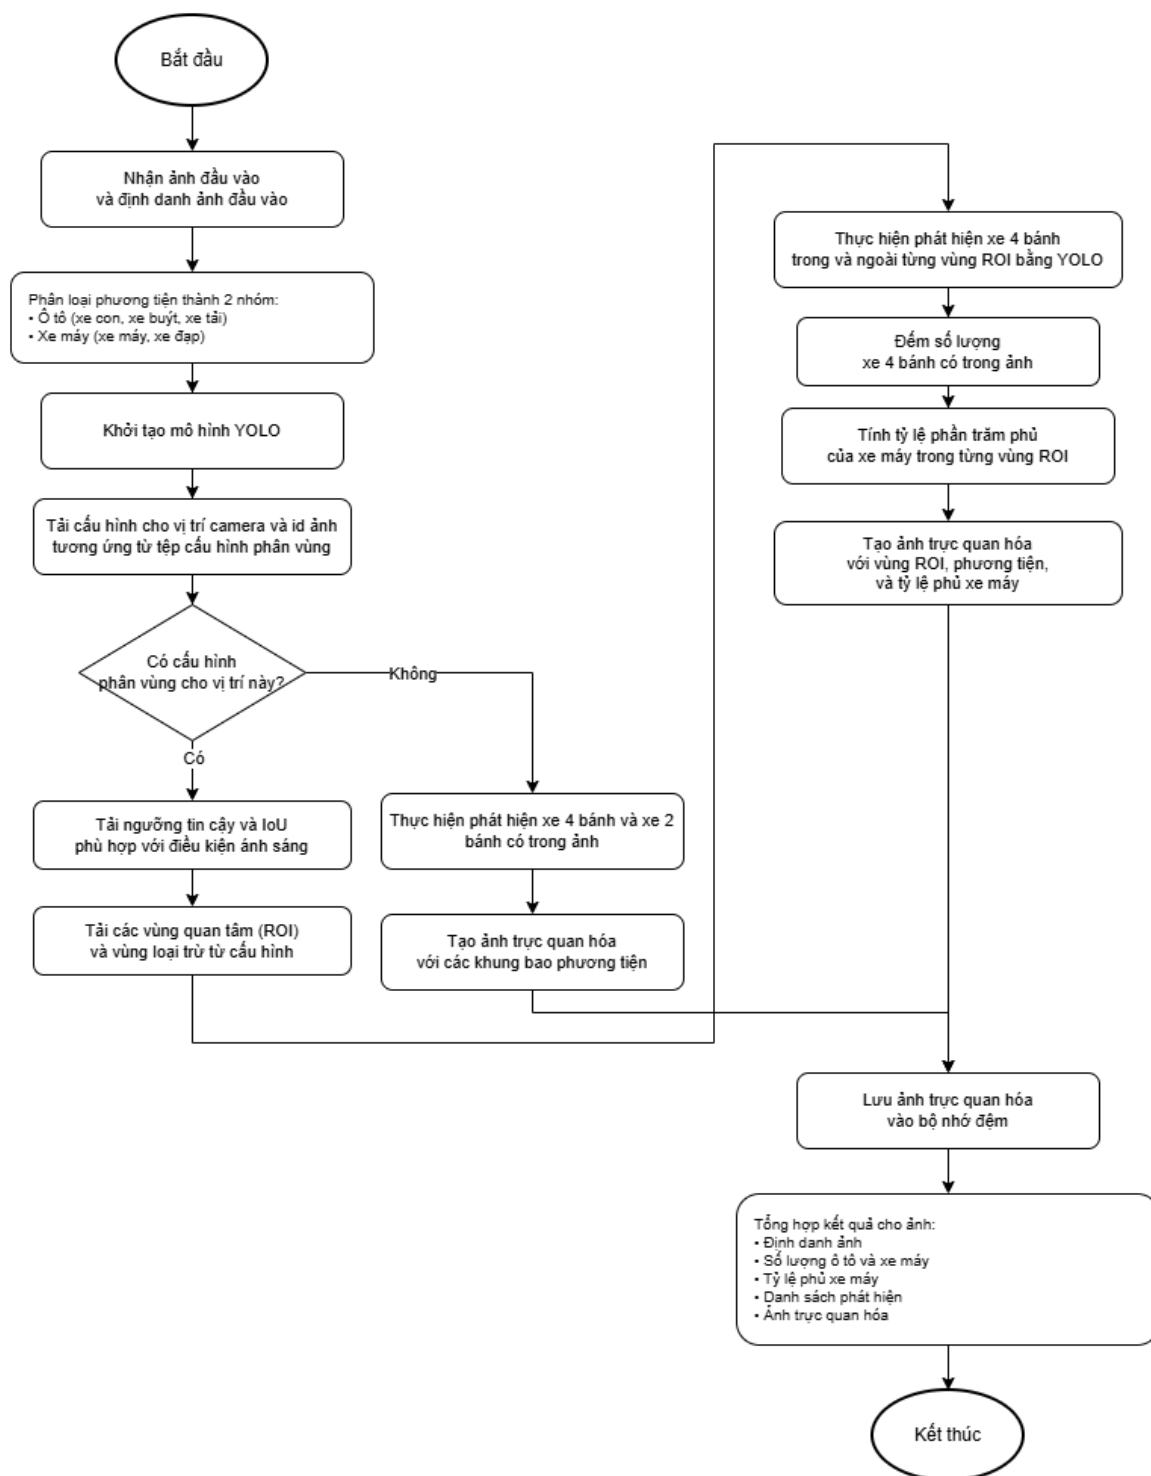 Bắt đầu
Nhận ảnh đầu vào
và định danh ảnh đầu vào
Phân loại phương tiện thành 2 nhóm:
• Ô tô (xe con, xe buýt, xe tải)
• Xe máy (xe máy, xe đạp)
Khởi tạo mô hình YOLO
Tải cấu hình cho vị trí camera và id ảnh
tương ứng từ tệp cấu hình phân vùng
Có cấu hình
phân vùng cho vị trí này?
Không
Có
Tải ngưỡng tin cậy và IoU
phù hợp với điều kiện ánh sáng
Tải các vùng quan tâm (ROI)
và vùng loại trừ từ cấu hình
Thực hiện phát hiện xe 4 bánh và xe 2
bánh có trong ảnh
Tạo ảnh trực quan hóa
với các khung bao phương tiện
Thực hiện phát hiện xe 4 bánh
trong và ngoài từng vùng ROI bằng YOLO
Đếm số lượng
xe 4 bánh có trong ảnh
Tính tỷ lệ phần trăm phủ
của xe máy trong từng vùng ROI
Tạo ảnh trực quan hóa
với vùng ROI, phương tiện,
và tỷ lệ phủ xe máy
Lưu ảnh trực quan hóa
vào bộ nhớ đệm
Tổng hợp kết quả cho ảnh:
• Định danh ảnh
• Số lượng ô tô và xe máy
• Tỷ lệ phủ xe máy
• Danh sách phát hiện
• Ảnh trực quan hóa
Kết thúc